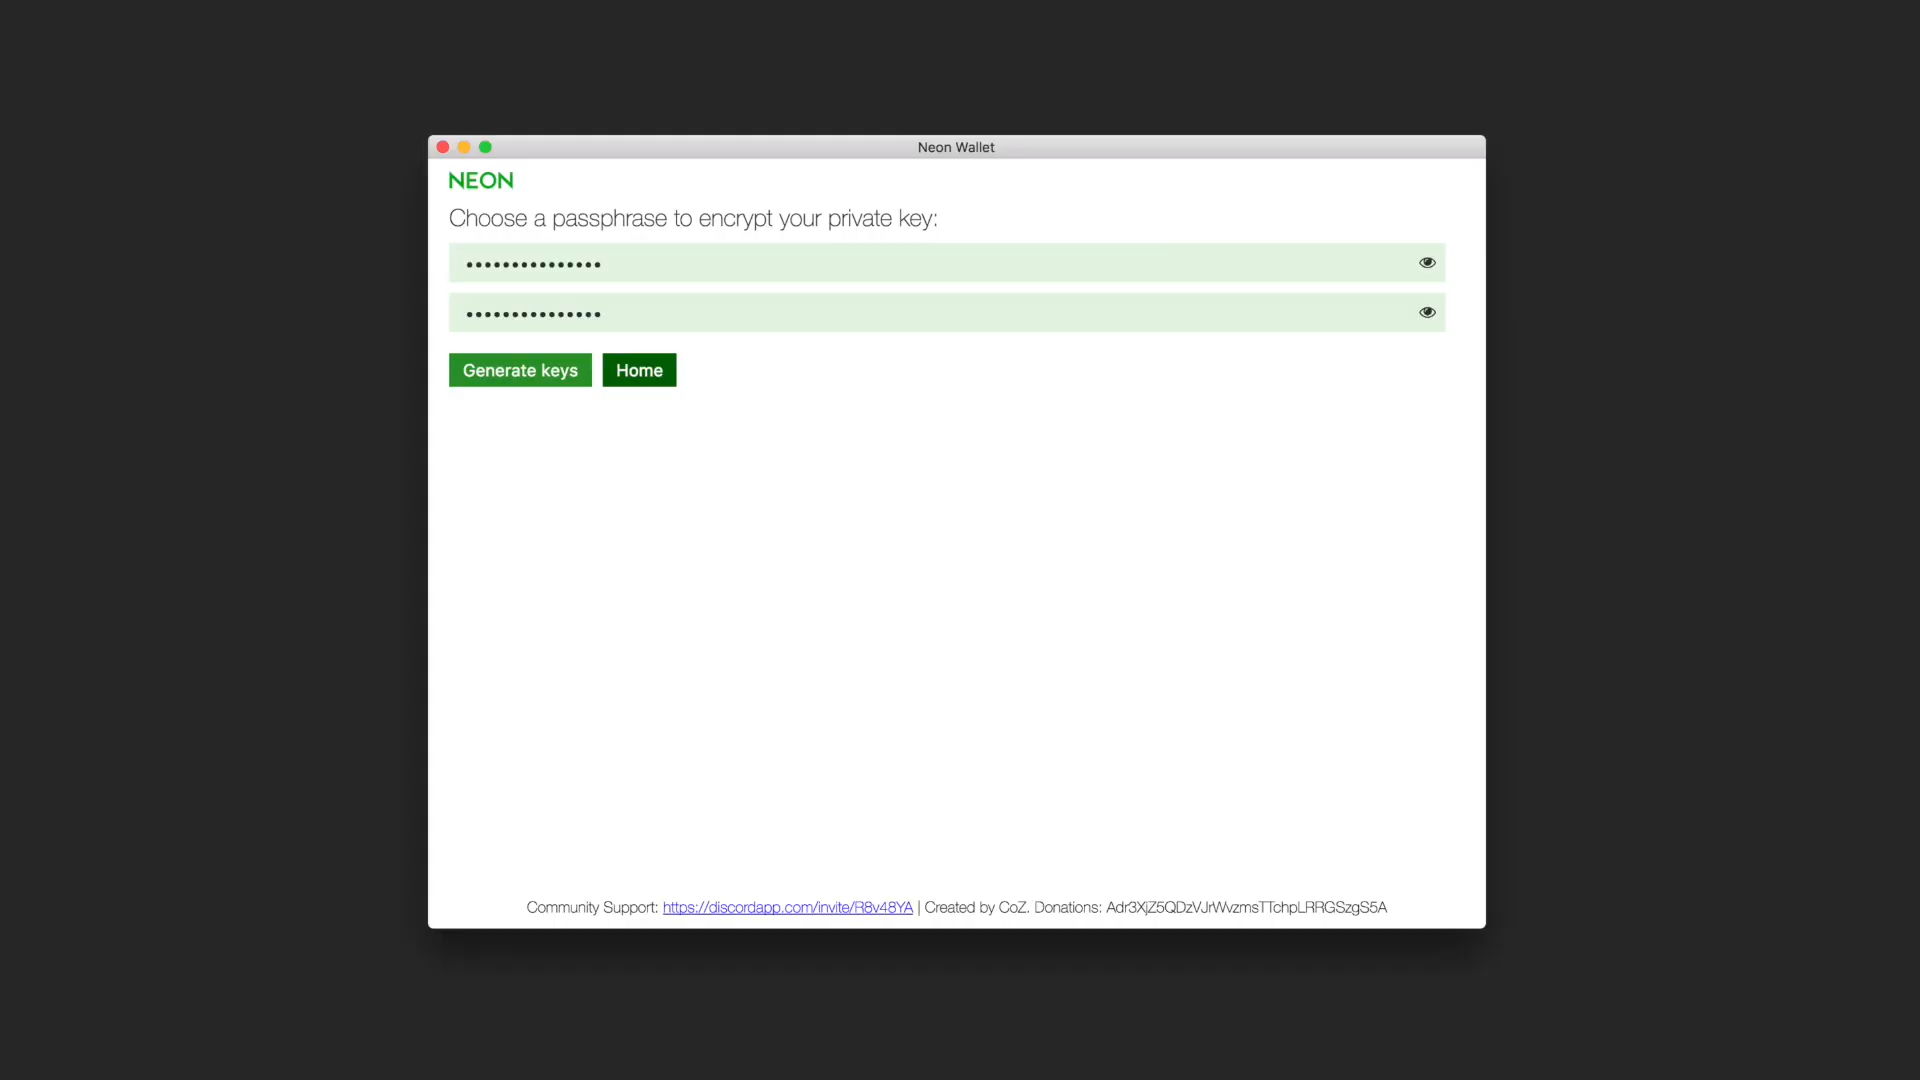 Neon Wallet
NEON
Choose a passphrase to encrypt your private key:
•••••••••••••••
•••••••••••••••
Generate keys Home
Community Support: https://discordapp.com/invite/R8v48YA | Created by CoZ. Donations: Adr3XjZ5QDzVJrWvzmsTTchpLRRGSzgS5A